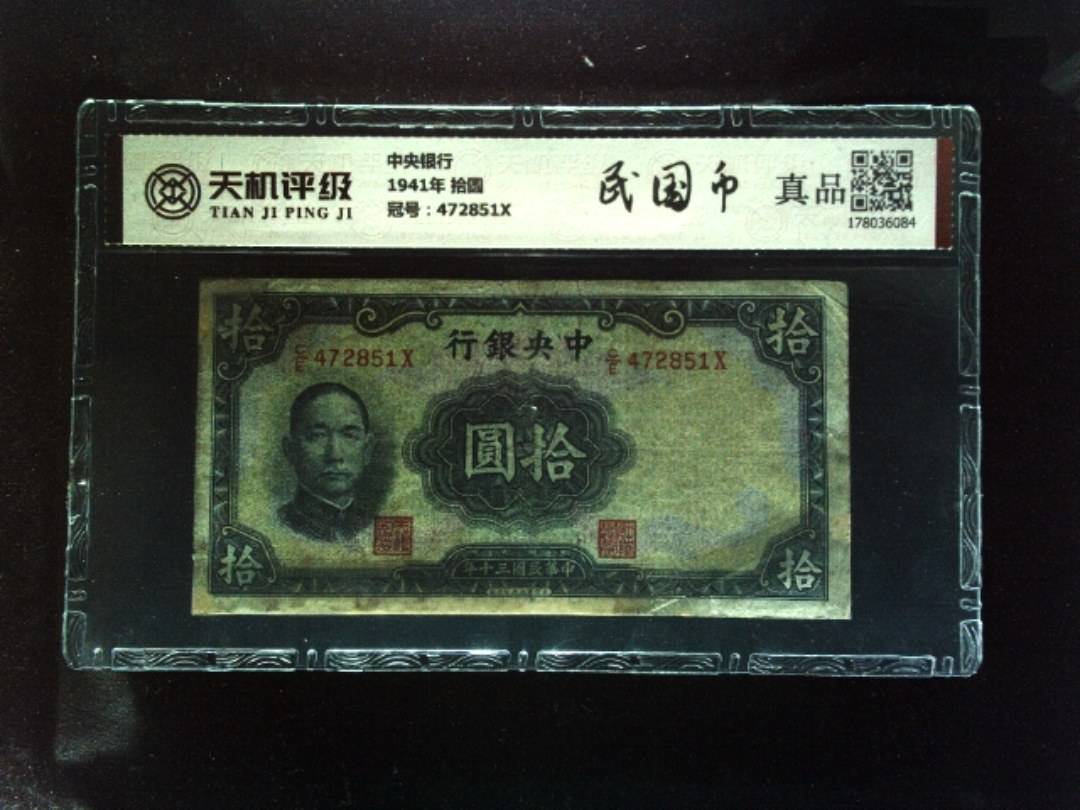 天机评级
TIAN JI PING JI
中央银行
1941年 拾圆
冠号：472851X
民国币
真品
178036084
拾
行銀央中
拾
C/E 472851X
C/E 472851X
圓拾
拾
年十三國民華中
拾